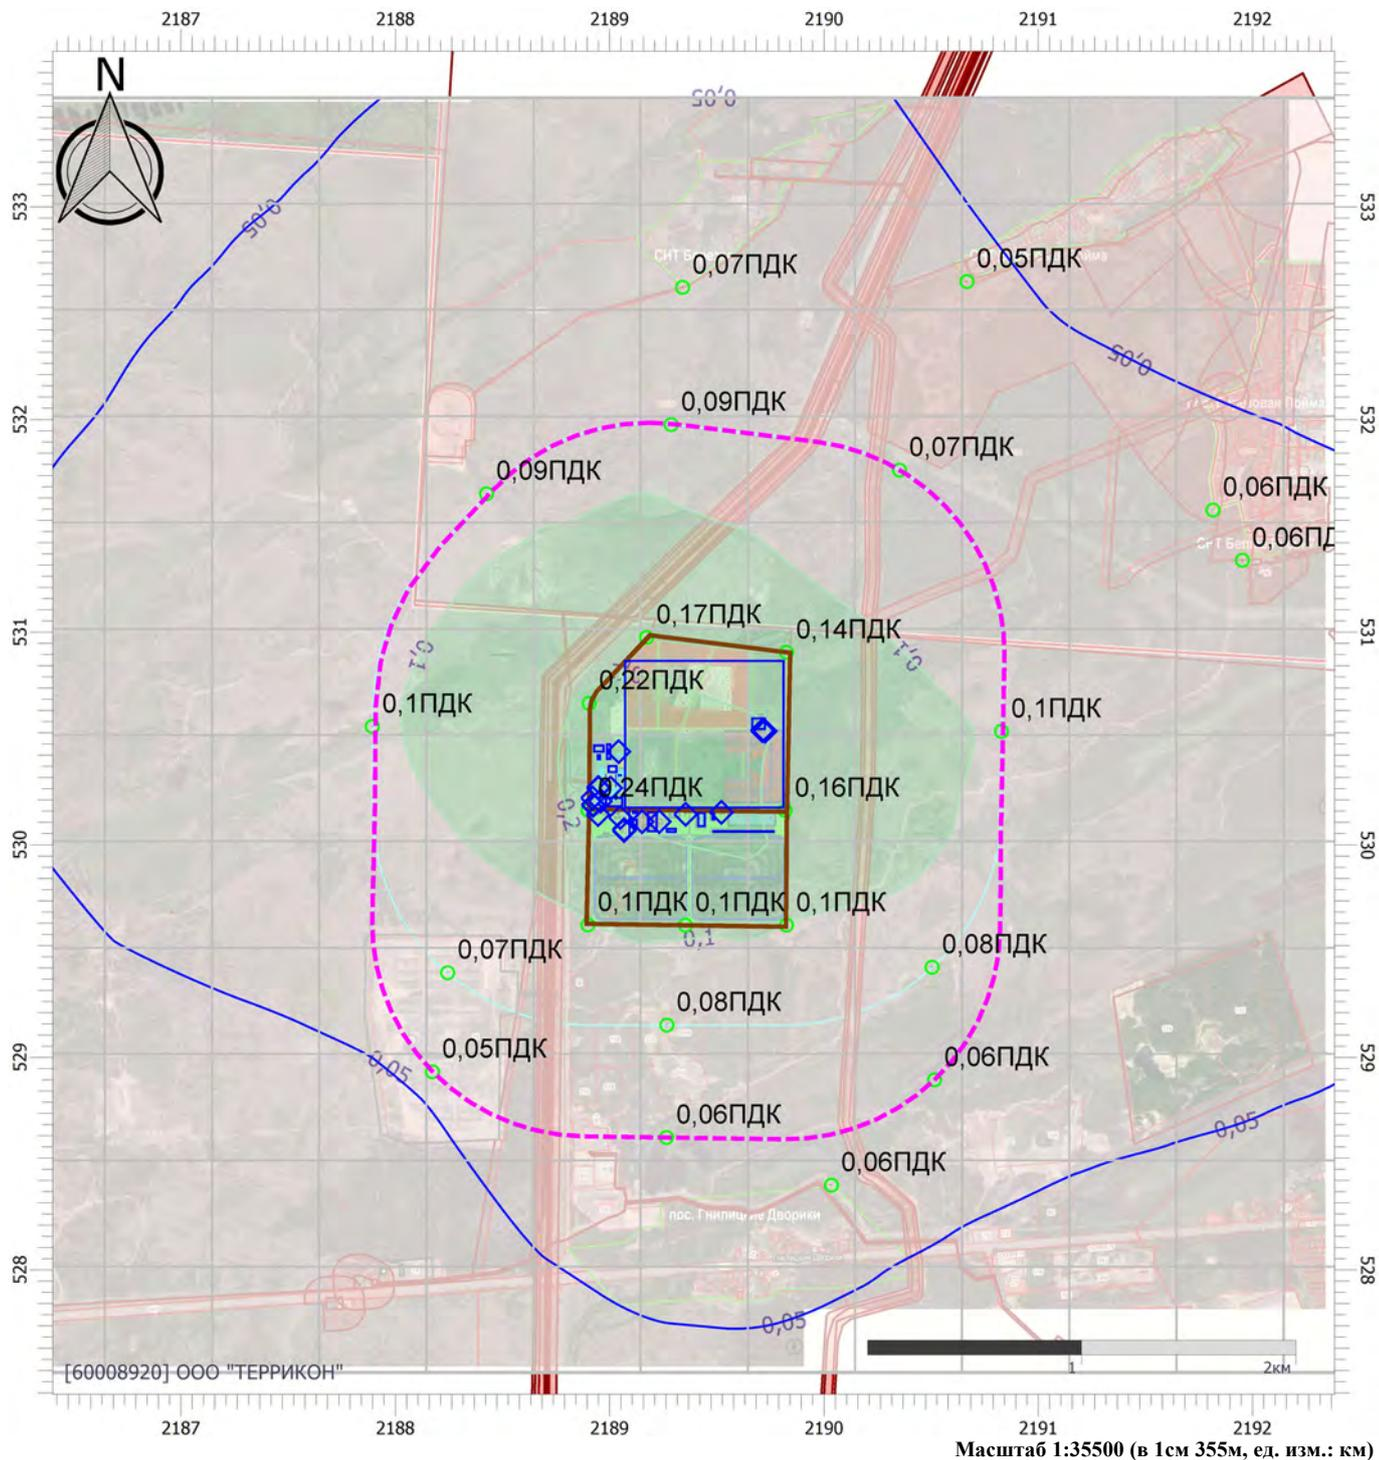 2187 2188 2189 2190 2191 2192
N
0,05
533 533
0,05
0,07ПДК
0,05ПДК
0,05
532 532
0,09ПДК
0,07ПДК
0,09ПДК
0,06ПДК
0,06ПД
531 531
0,17ПДК
0,14ПДК
0,1
0,1
0,22ПДК
0,1ПДК
0,1ПДК
0,24ПДК
0,16ПДК
0,2
530 530
0,1ПДК 0,1ПДК 0,1ПДК
0,1
0,07ПДК
0,08ПДК
0,08ПДК
529 529
0,05ПДК
0,06ПДК
0,05
0,06ПДК
0,05
0,06ПДК
пос. Гнилицкие Дворики
528 528
0,05
1 2км
[60008920] ООО "ТЕРРИКОН"
2187 2188 2189 2190 2191 2192
Масштаб 1:35500 (в 1см 355м, ед. изм.: км)